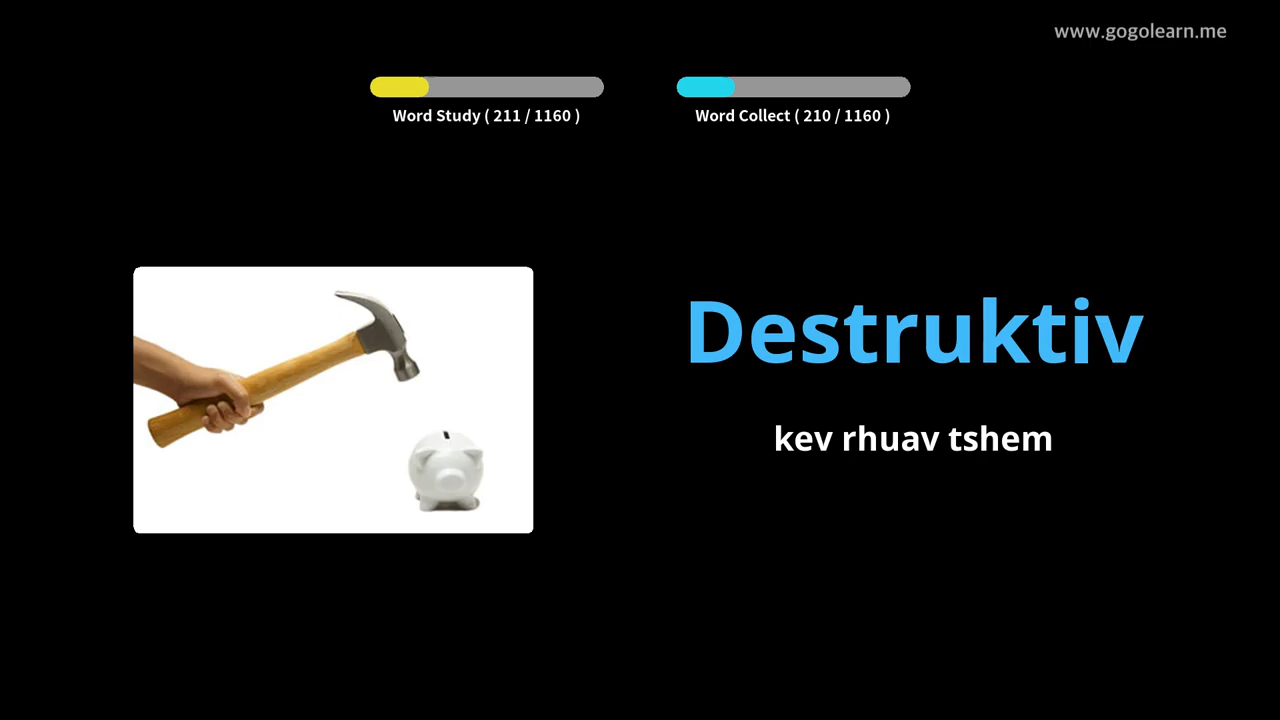 www.gogolearn.me
Word Study ( 211 / 1160 )
Word Collect ( 210 / 1160 )
Destruktiv
kev rhuav tshem